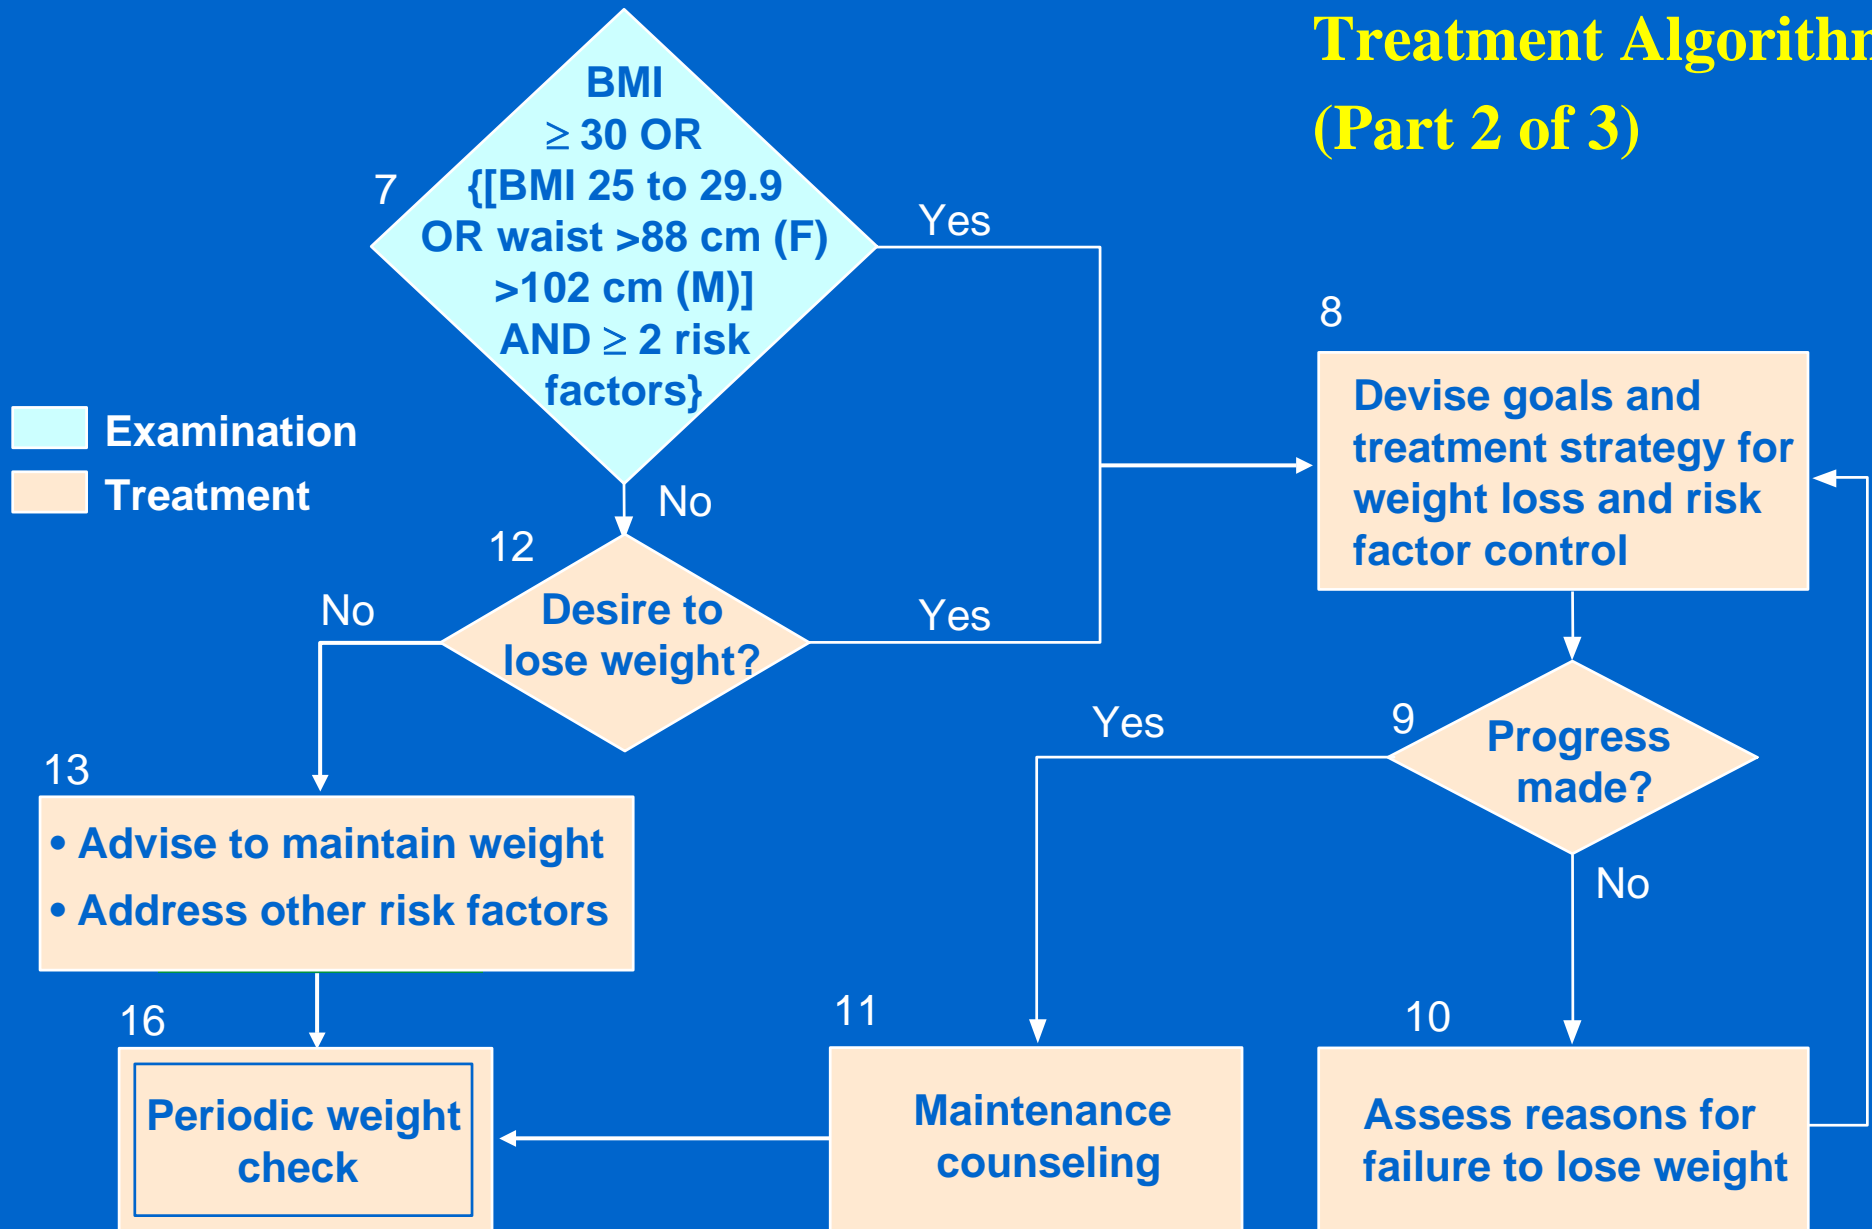 Treatment Algorithm
(Part 2 of 3)
7
BMI
≥ 30 OR
{[BMI 25 to 29.9
OR waist >88 cm (F)
>102 cm (M)]
AND ≥ 2 risk
factors}
Yes
No
Examination
Treatment
8
Devise goals and
treatment strategy for
weight loss and risk
factor control
12
Desire to
lose weight?
No
Yes
9
Progress
made?
Yes
No
13
• Advise to maintain weight
• Address other risk factors
16
Periodic weight
check
11
Maintenance
counseling
10
Assess reasons for
failure to lose weight